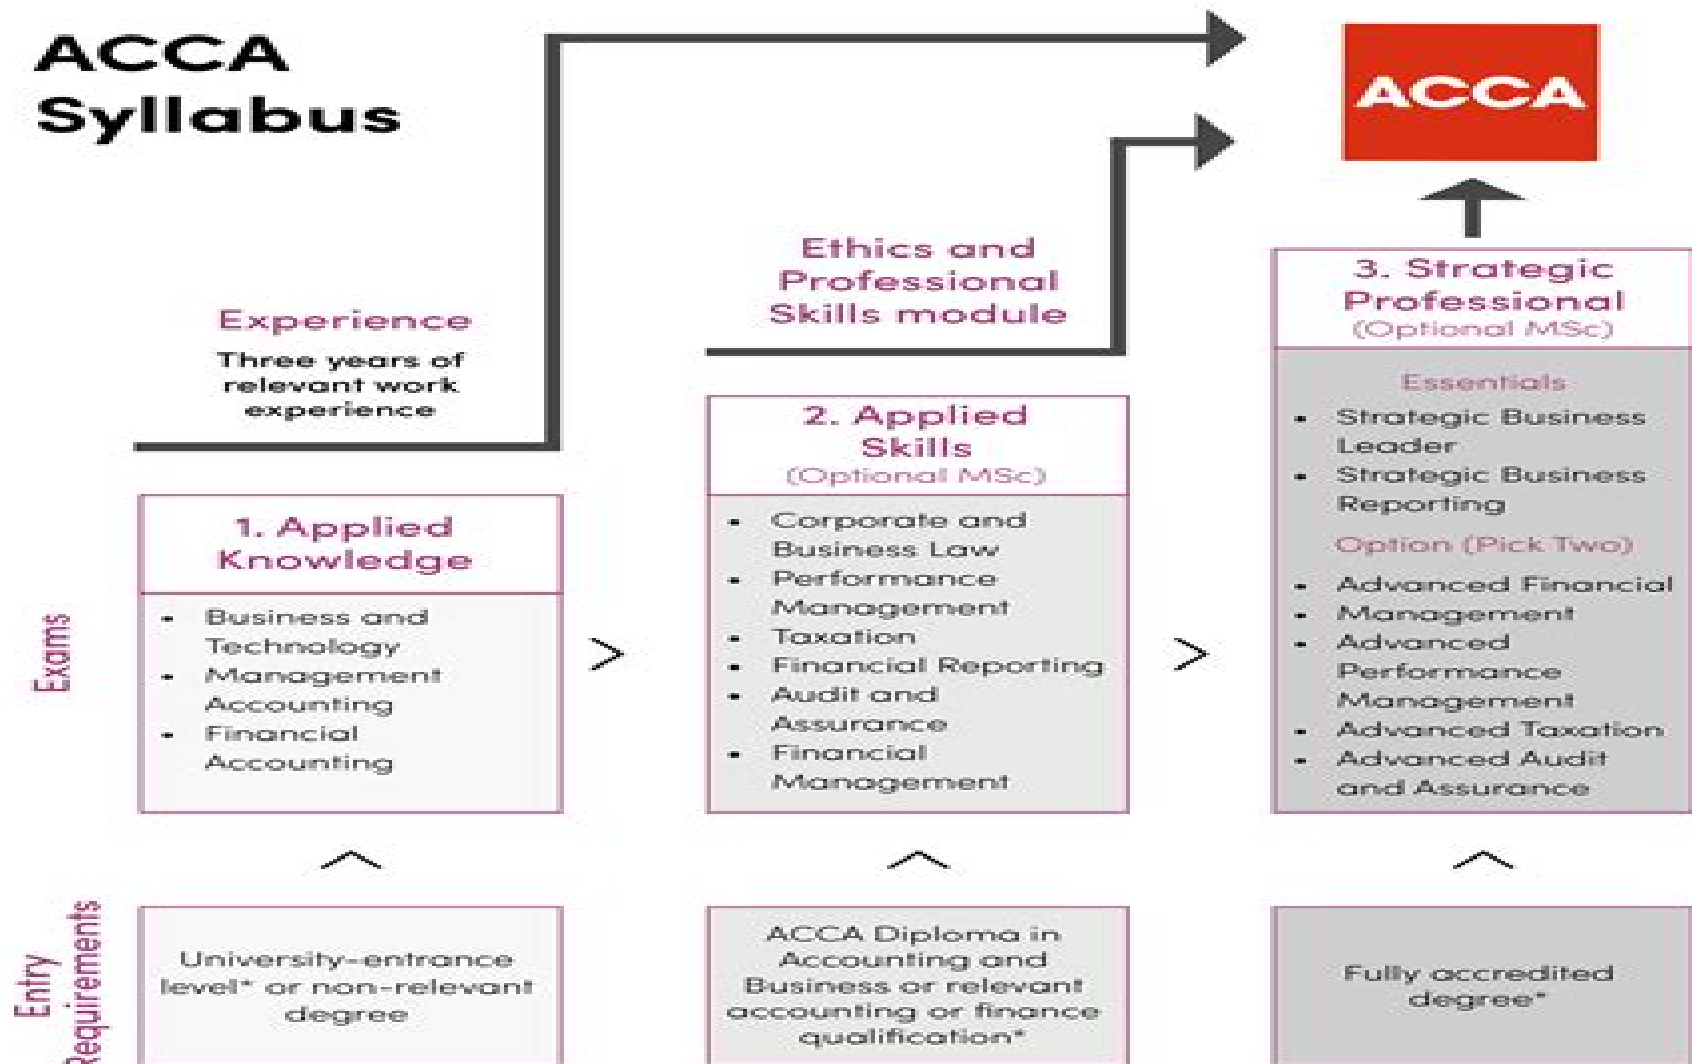 ACCA
Syllabus
ACCA
Experience
Three years of
relevant work
experience
Ethics and
Professional
Skills module
Exams
1. Applied
Knowledge
• Business and
Technology
• Management
Accounting
• Financial
Accounting
>
2. Applied
Skills
(Optional MSc)
• Corporate and
Business Law
• Performance
Management
• Taxation
• Financial Reporting
• Audit and
Assurance
• Financial
Management
>
3. Strategic
Professional
(Optional MSc)
Essentials
• Strategic Business
Leader
• Strategic Business
Reporting
Option (Pick Two)
• Advanced Financial
• Management
• Advanced
Performance
Management
• Advanced Taxation
• Advanced Audit
and Assurance
Entry
Requirements
University-entrance
level* or non-relevant
degree
ACCA Diploma in
Accounting and
Business or relevant
accounting or finance
qualification*
Fully accredited
degree*